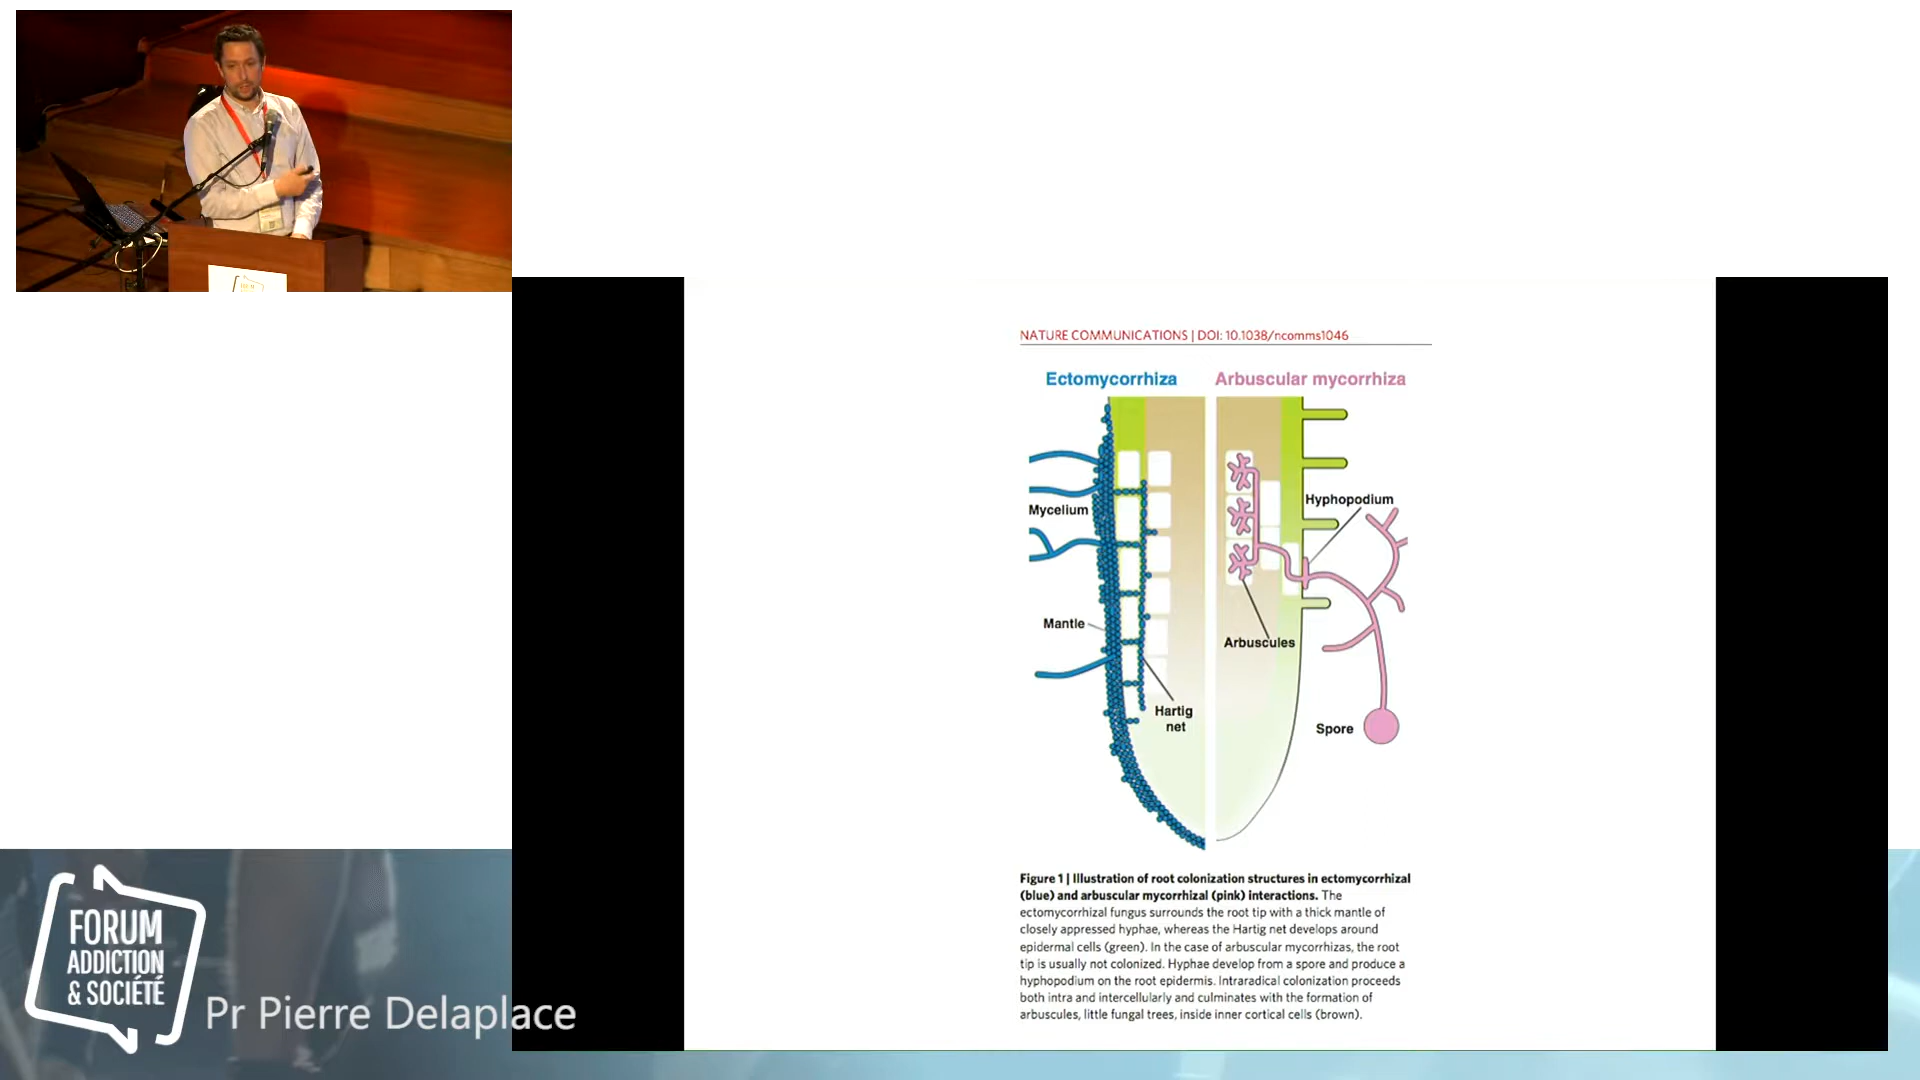 NATURE COMMUNICATIONS | DOI: 10.1038/ncomms1046
Ectomycorrhiza
Arbuscular mycorrhiza
Hyphopodium
Mycelium
Mantle
Arbuscules
Hartig
net
Spore
Figure 1 | Illustration of root colonization structures in ectomycorrhizal
(blue) and arbuscular mycorrhizal (pink) interactions. The
ectomycorrhizal fungus surrounds the root tip with a thick mantle of
closely appressed hyphae, whereas the Hartig net develops around
epidermal cells (green). In the case of arbuscular mycorrhizas, the root
tip is usually not colonized. Hyphae develop from a spore and produce a
hyphopodium on the root epidermis. Intraradical colonization proceeds
both intra and intercellularly and culminates with the formation of
arbuscules, little fungal trees, inside inner cortical cells (brown).
FORUM
ADDICTION
& SOCIÉTÉ
Pr Pierre Delaplace